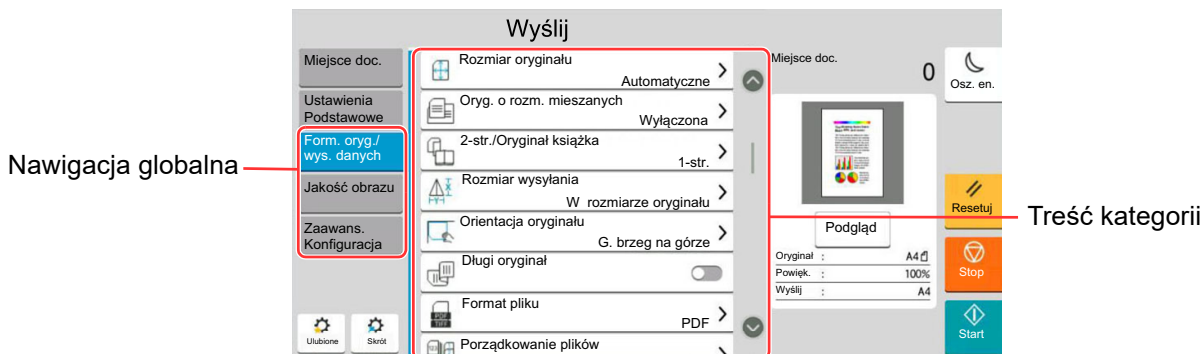 Wyślij
Nawigacja globalna
Miejsce doc.
Ustawienia
Podstawowe
Form. oryg./
wys. danych
Jakość obrazu
Zaawans.
Konfiguracja
Ulubione
Skrót
Rozmiar oryginału
Automatyczne
Oryg. o rozm. mieszanych
Wyłączona
2-str./Oryginał książka
1-str.
Rozmiar wysyłania
W rozmiarze oryginału
Orientacja oryginału
G. brzeg na górze
Długi oryginał
Format pliku
PDF
TIFF
PDF
Porządkowanie plików
Miejsce doc.
0
Podgląd
Oryginał : A4
Powięk. : 100%
Wyślij : A4
Osz. en.
Resetuj
Stop
Start
Treść kategorii